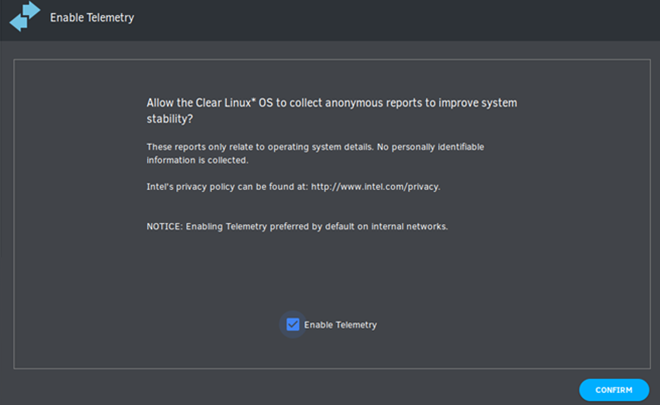 Enable Telemetry
Allow the Clear Linux* OS to collect anonymous reports to improve system
stability?
These reports only relate to operating system details. No personally identifiable
information is collected.
Intel's privacy policy can be found at: http://www.intel.com/privacy.
NOTICE: Enabling Telemetry preferred by default on internal networks.
Enable Telemetry
CONFIRM